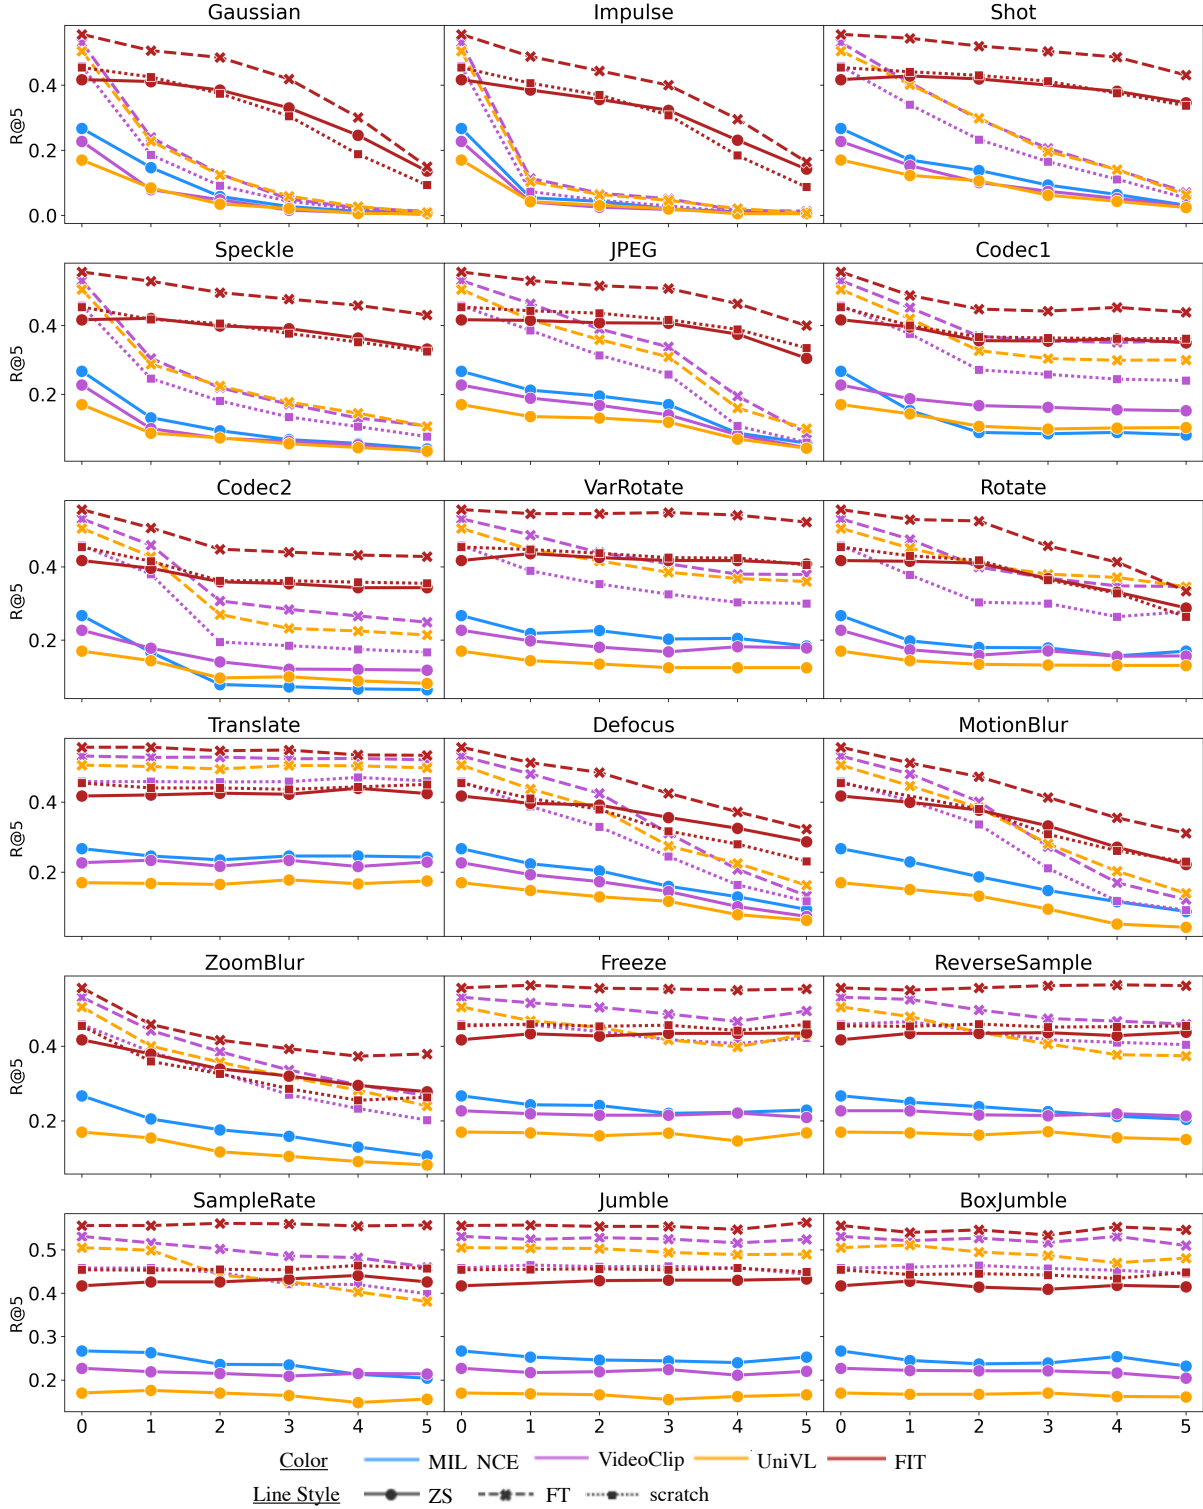 Gaussian Impulse Shot
R@5
0.4
0.2
0.0
Speckle JPEG Codec1
R@5
0.4
0.2
Codec2 VarRotate Rotate
R@5
0.4
0.2
Translate Defocus MotionBlur
R@5
0.4
0.2
ZoomBlur Freeze ReverseSample
R@5
0.4
0.2
SampleRate Jumble BoxJumble
R@5
0.5
0.4
0.3
0.2
0 1 2 3 4 5 0 1 2 3 4 5 0 1 2 3 4 5
Color MIL NCE VideoClip UniVL FIT
Line Style ZS FT scratch